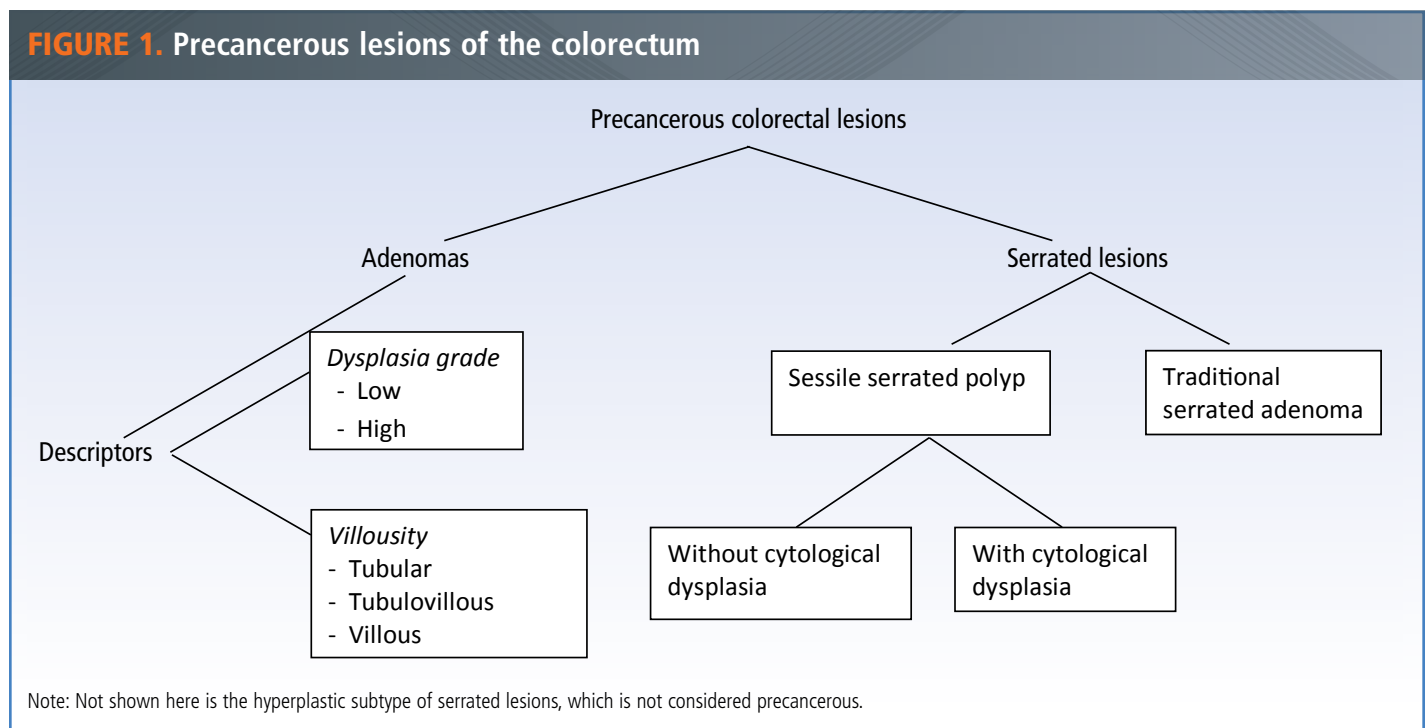 FIGURE 1. Precancerous lesions of the colorectum
Precancerous colorectal lesions
Adenomas
Serrated lesions
Descriptors
Dysplasia grade
- Low
- High
Villousity
- Tubular
- Tubulovillous
- Villous
Sessile serrated polyp
Traditional
serrated adenoma
Without cytological
dysplasia
With cytological
dysplasia
Note: Not shown here is the hyperplastic subtype of serrated lesions, which is not considered precancerous.